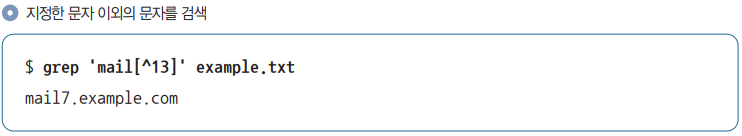 지정한 문자 이외의 문자를 검색
$ grep 'mail[^13]' example.txt
mail7.example.com